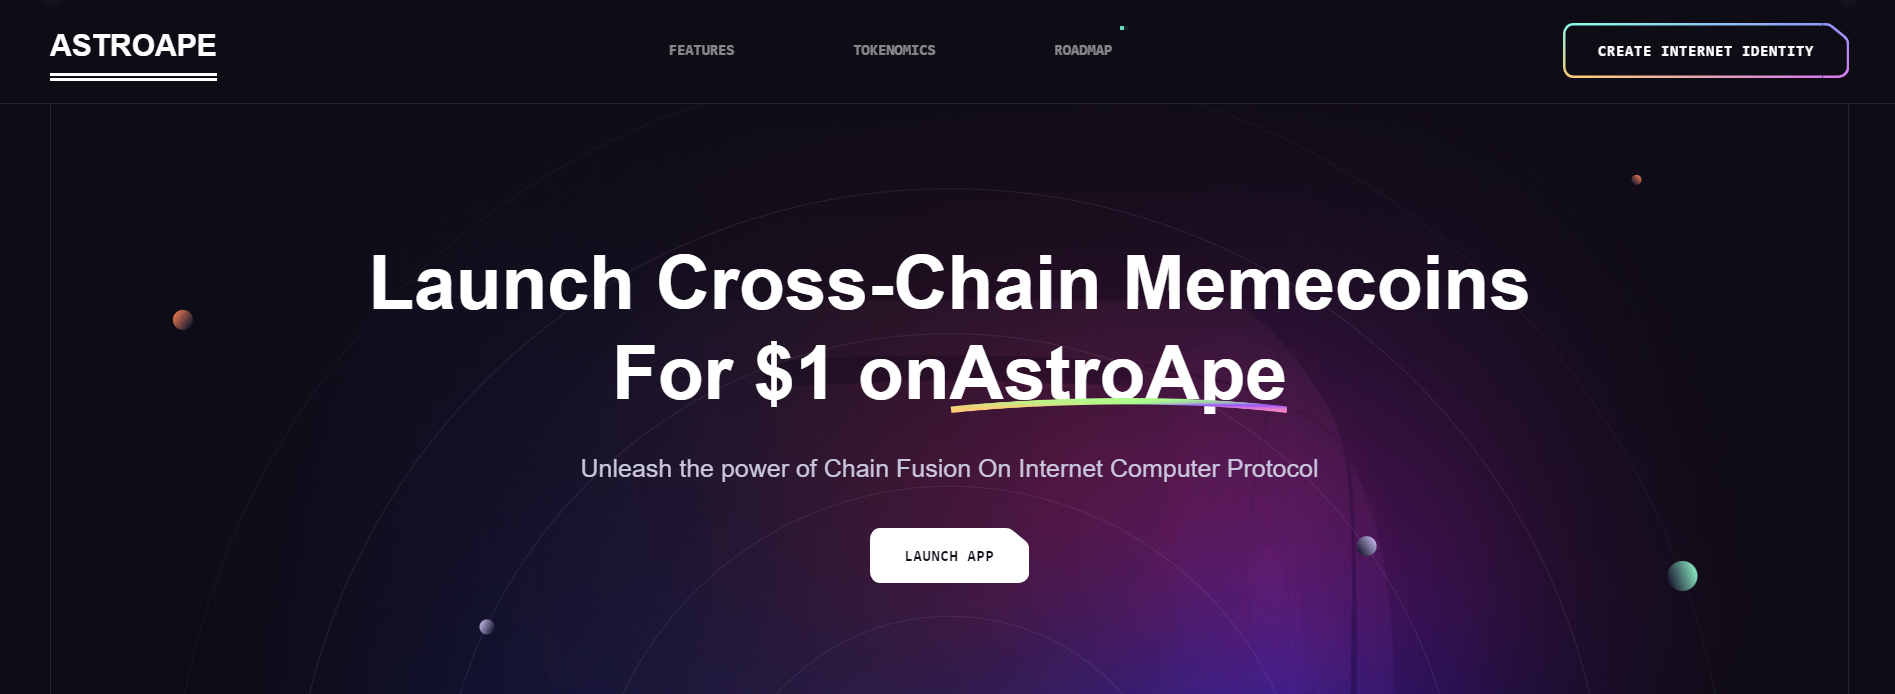 ASTROAPE
FEATURES
TOKENOMICS
ROADMAP
CREATE INTERNET IDENTITY
Launch Cross-Chain Memecoins
For $1 onAstroApe
Unleash the power of Chain Fusion On Internet Computer Protocol
LAUNCH APP